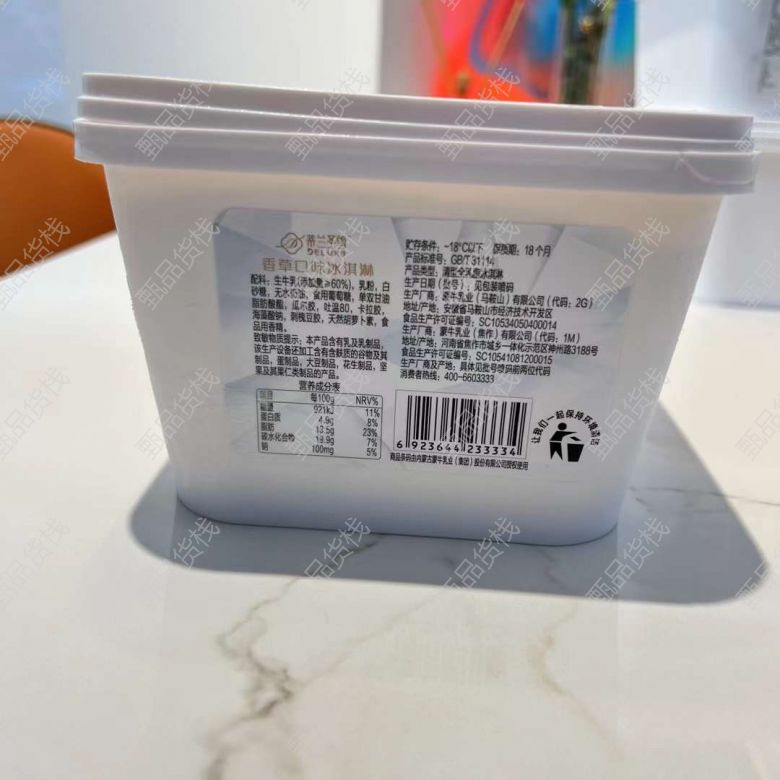 蒂兰圣雪
DELUXE
香草口味冰淇淋
配料：生牛乳(添加量≥60%)，乳粉，白
砂糖，无水奶油，食用葡萄糖，单双甘油
脂肪酸酯，瓜尔胶，吐温80，卡拉胶，
海藻酸钠，刺槐豆胶，天然胡萝卜素，食
品用香精。
致敏物质提示：本产品含有乳及乳制品，
该生产设备还加工含有含麸质的谷物及其
制品，蛋制品，大豆制品，花生制品，坚
果及其果仁类制品的产品。
营养成分表
项目 每100g NRV%
能量 921kJ 11%
蛋白质 4.9g 8%
脂肪 13.5g 23%
碳水化合物 19.9g 7%
钠 100mg 5%
贮存条件：-18°C以下 保质期：18个月
产品标准号：GB/T 31114
产品类型：清型全乳脂冰淇淋
生产日期（批号）：见包装喷码
生产厂商：蒙牛乳业（马鞍山）有限公司（代码：2G）
产地/地址：安徽省马鞍山市经济技术开发区
食品生产许可证编号：SC10534050400014
生产厂商：蒙牛乳业（焦作）有限公司（代码：1M）
产地/地址：河南省焦作市城乡一体化示范区神州路3188号
食品生产许可证编号：SC10541081200015
生产厂商及产地/地址：具体见批号喷码前两位代码
消费者热线：400-6603333
6 923644 233334
商品条码由内蒙古蒙牛乳业（集团）股份有限公司授权使用
让我们一起保持环境清洁
甄品货栈